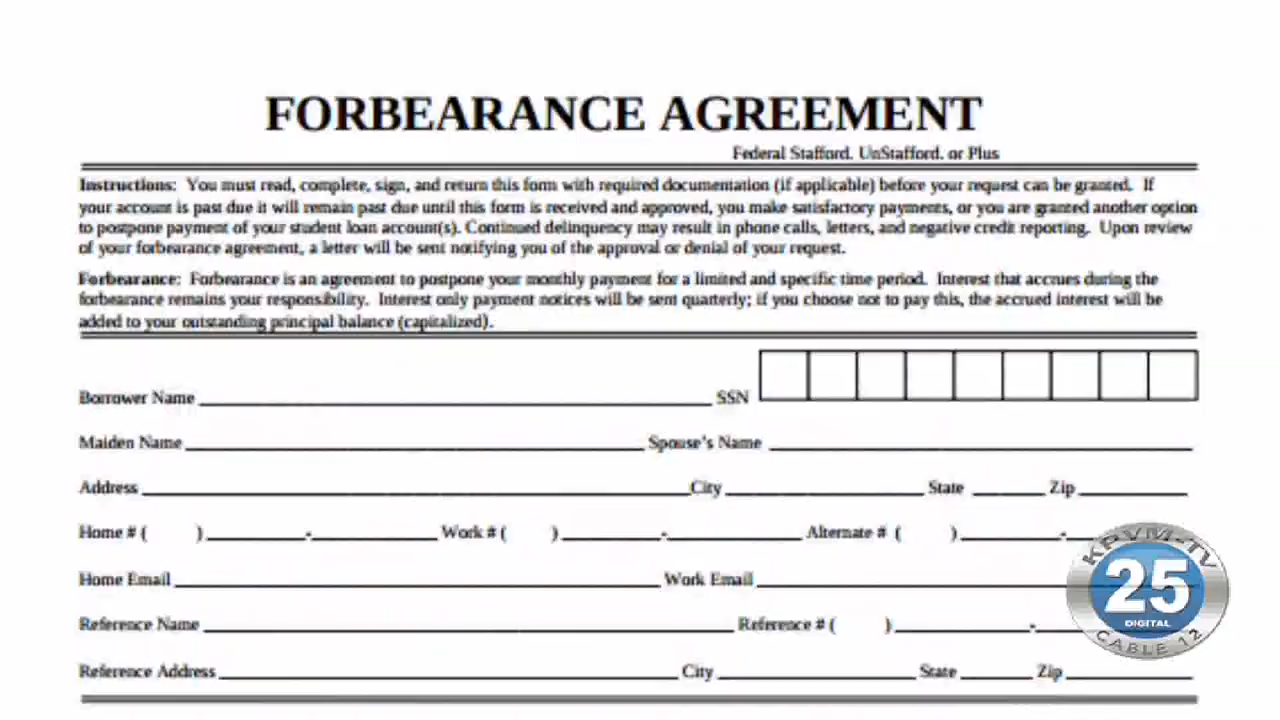 FORBEARANCE AGREEMENT
Federal Stafford, UnStafford, or Plus
Instructions: You must read, complete, sign, and return this form with required documentation (if applicable) before your request can be granted. If
your account is past due it will remain past due until this form is received and approved, you make satisfactory payments, or you are granted another option
to postpone payment of your student loan account(s). Continued delinquency may result in phone calls, letters, and negative credit reporting. Upon review
of your forbearance agreement, a letter will be sent notifying you of the approval or denial of your request.
Forbearance: Forbearance is an agreement to postpone your monthly payment for a limited and specific time period. Interest that accrues during the
forbearance remains your responsibility. Interest only payment notices will be sent quarterly; if you choose not to pay this, the accrued interest will be
added to your outstanding principal balance (capitalized).
Borrower Name SSN
Maiden Name Spouse's Name
Address City State Zip
Home # ( ) - Work # ( ) - Alternate # ( ) -
Home Email Work Email
Reference Name Reference # ( ) -
Reference Address City State Zip
KPVM-TV
25
DIGITAL
CABLE 12